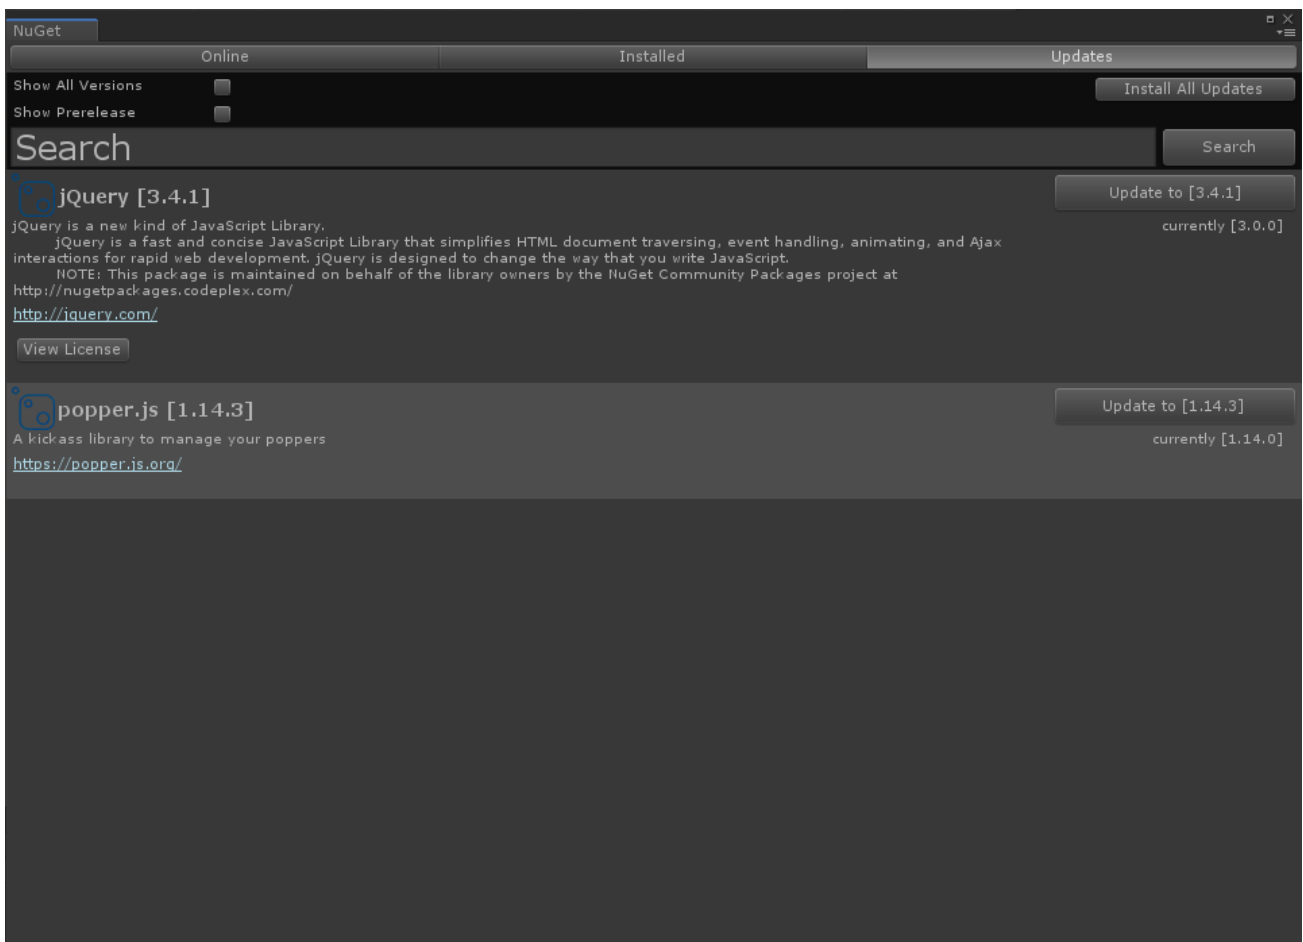 NuGet
Online
Installed
Updates
Show All Versions
Install All Updates
Show Prerelease
Search
Search
jQuery [3.4.1]
Update to [3.4.1]
jQuery is a new kind of JavaScript Library.
currently [3.0.0]
jQuery is a fast and concise JavaScript Library that simplifies HTML document traversing, event handling, animating, and Ajax
interactions for rapid web development. jQuery is designed to change the way that you write JavaScript.
NOTE: This package is maintained on behalf of the library owners by the NuGet Community Packages project at
http://nugetpackages.codeplex.com/
http://jquery.com/
View License
popper.js [1.14.3]
Update to [1.14.3]
A kickass library to manage your poppers
currently [1.14.0]
https://popper.js.org/